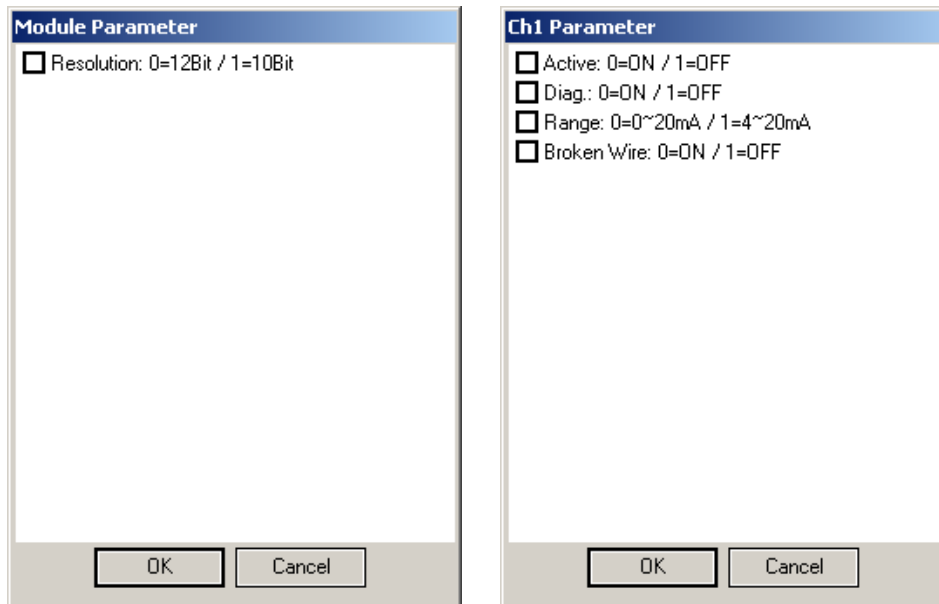 Module Parameter
Resolution: 0=12Bit / 1=10Bit
OK
Cancel
Ch1 Parameter
Active: 0=ON / 1=OFF
Diag.: 0=ON / 1=OFF
Range: 0=0~20mA / 1=4~20mA
Broken Wire: 0=ON / 1=OFF
OK
Cancel